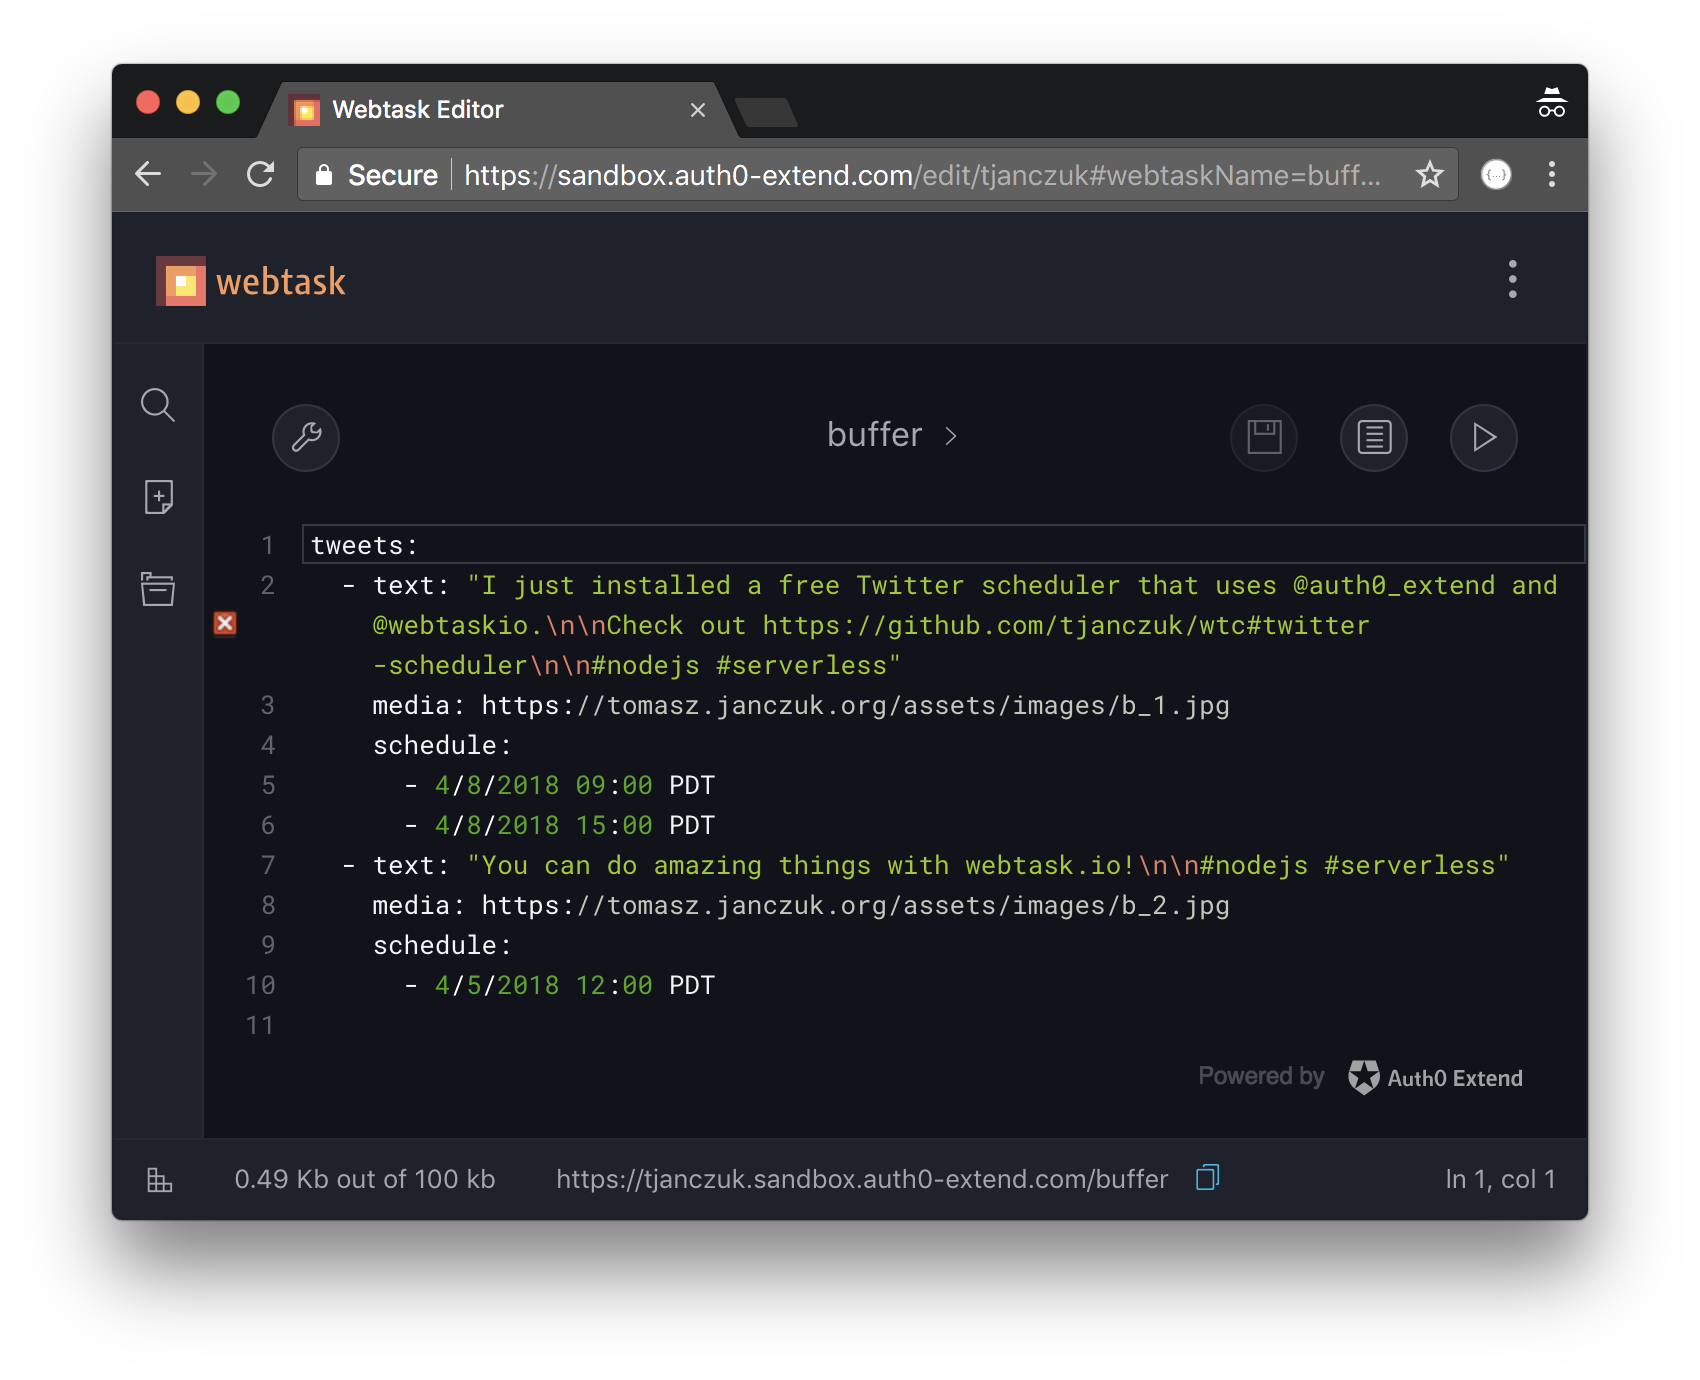 Webtask Editor
Secure https://sandbox.auth0-extend.com/edit/tjanczuk#webtaskName=buff...
webtask
buffer >
1 tweets:
2 - text: "I just installed a free Twitter scheduler that uses @auth0_extend and
@webtaskio.\n\nCheck out https://github.com/tjanczuk/wtc#twitter
-scheduler\n\n#nodejs #serverless"
3 media: https://tomasz.janczuk.org/assets/images/b_1.jpg
4 schedule:
5 - 4/8/2018 09:00 PDT
6 - 4/8/2018 15:00 PDT
7 - text: "You can do amazing things with webtask.io!\n\n#nodejs #serverless"
8 media: https://tomasz.janczuk.org/assets/images/b_2.jpg
9 schedule:
10 - 4/5/2018 12:00 PDT
11
Powered by Auth0 Extend
0.49 Kb out of 100 kb https://tjanczuk.sandbox.auth0-extend.com/buffer ln 1, col 1